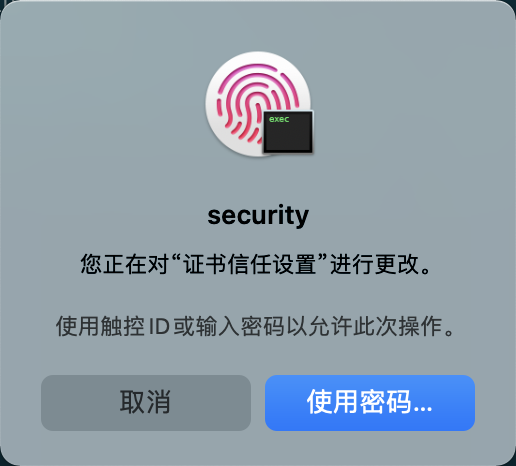 exec
security
您正在对“证书信任设置”进行更改。
使用触控 ID 或输入密码以允许此次操作。
取消
使用密码...